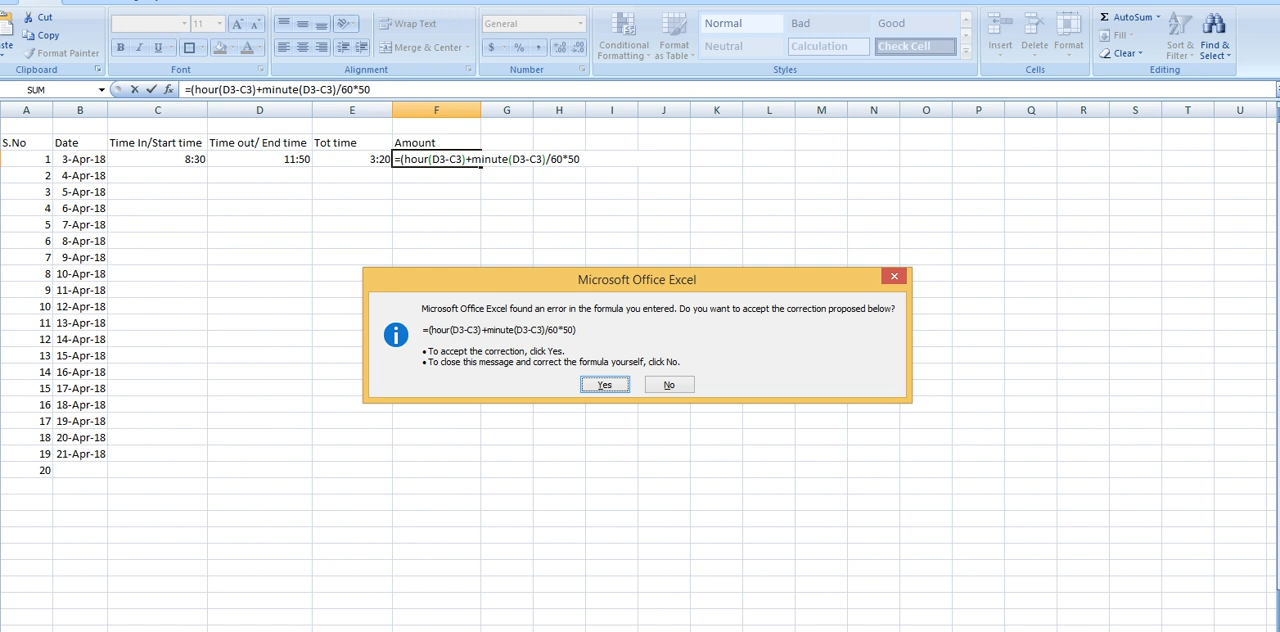 Cut
Copy
Format Painter
Clipboard
11
A A
B I U
A
Font
Wrap Text
Merge & Center
Alignment
General
$ % ,
Number
Conditional Formatting
Format as Table
Normal Bad Good
Neutral Calculation Check Cell
Styles
Insert Delete Format
Cells
Σ AutoSum
Fill
Clear
Sort & Filter
Find & Select
Editing
SUM fx =(hour(D3-C3)+minute(D3-C3)/60*50
A B C D E F G H I J K L M N O P Q R S T U
S.No Date Time In/Start time Time out/ End time Tot time Amount
1 3-Apr-18 8:30 11:50 3:20 =(hour(D3-C3)+minute(D3-C3)/60*50
2 4-Apr-18
3 5-Apr-18
4 6-Apr-18
5 7-Apr-18
6 8-Apr-18
7 9-Apr-18
8 10-Apr-18
9 11-Apr-18
10 12-Apr-18
11 13-Apr-18
12 14-Apr-18
13 15-Apr-18
14 16-Apr-18
15 17-Apr-18
16 18-Apr-18
17 19-Apr-18
18 20-Apr-18
19 21-Apr-18
20
Microsoft Office Excel
Microsoft Office Excel found an error in the formula you entered. Do you want to accept the correction proposed below?
=(hour(D3-C3)+minute(D3-C3)/60*50)
• To accept the correction, click Yes.
• To close this message and correct the formula yourself, click No.
Yes No